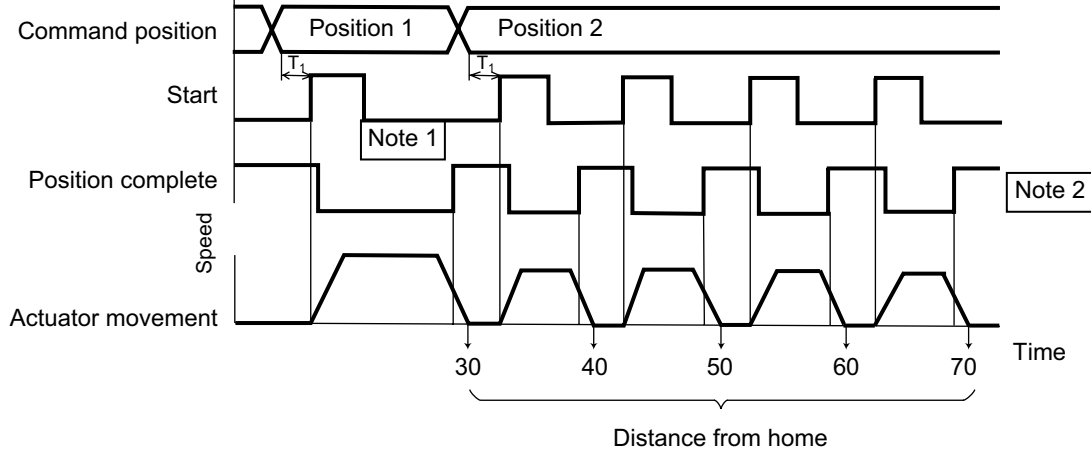 Command position
Position 1
Position 2
T1
T1
Start
Note 1
Position complete
Note 2
Speed
Actuator movement
30
40
50
60
70
Time
Distance from home